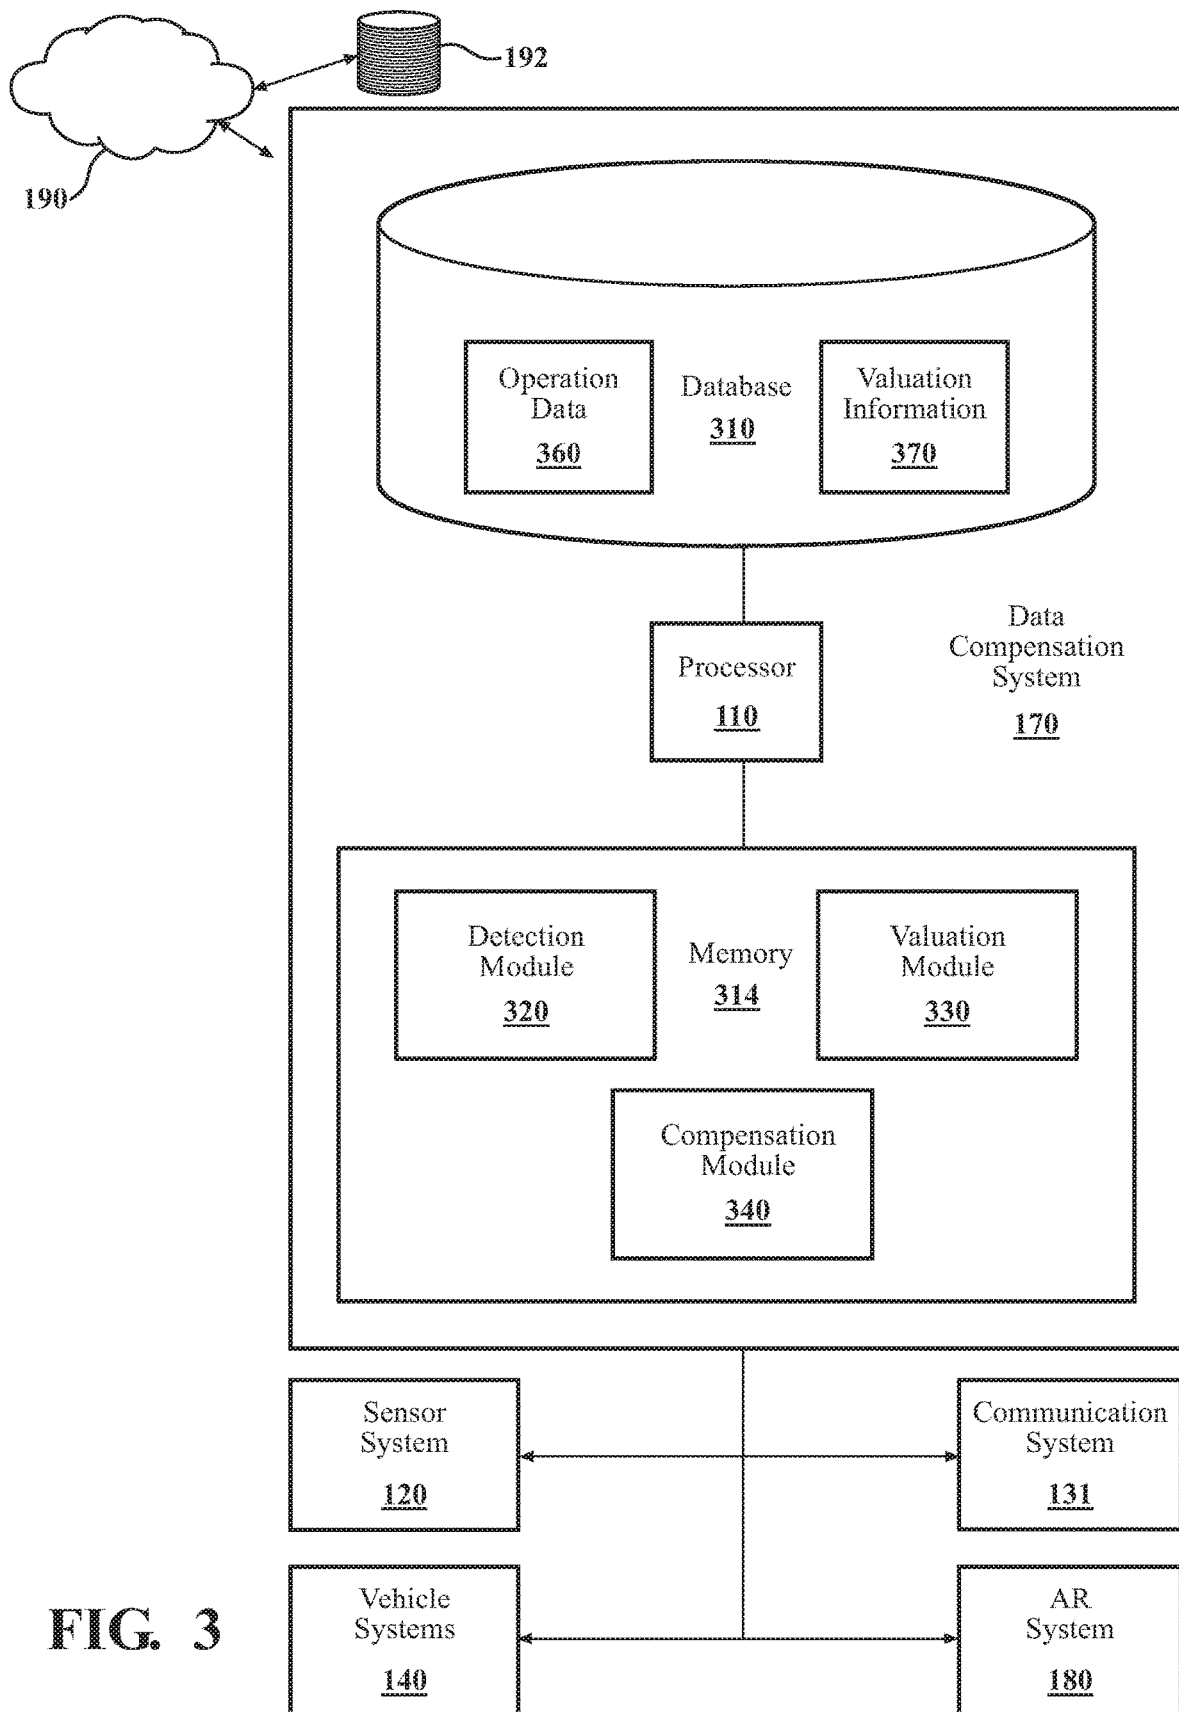 192
190
Operation
Data
360
Database
310
Valuation
Information
370
Processor
110
Data
Compensation
System
170
Detection
Module
320
Memory
314
Valuation
Module
330
Compensation
Module
340
Sensor
System
120
Communication
System
131
Vehicle
Systems
140
AR
System
180
FIG. 3